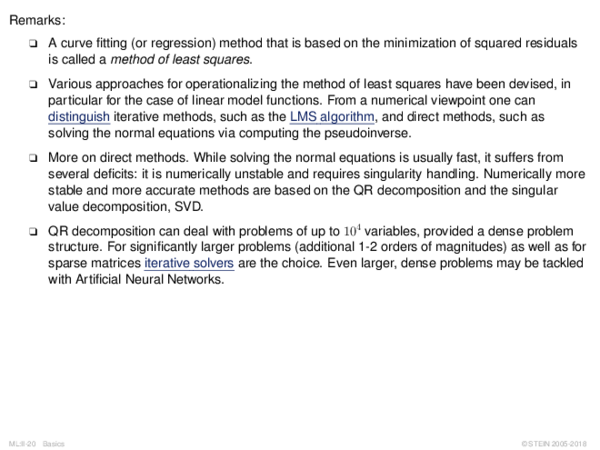 Remarks:
❑ A curve fitting (or regression) method that is based on the minimization of squared residuals
is called a method of least squares.
❑ Various approaches for operationalizing the method of least squares have been devised, in
particular for the case of linear model functions. From a numerical viewpoint one can
distinguish iterative methods, such as the LMS algorithm, and direct methods, such as
solving the normal equations via computing the pseudoinverse.
❑ More on direct methods. While solving the normal equations is usually fast, it suffers from
several deficits: it is numerically unstable and requires singularity handling. Numerically more
stable and more accurate methods are based on the QR decomposition and the singular
value decomposition, SVD.
❑ QR decomposition can deal with problems of up to 10⁴ variables, provided a dense problem
structure. For significantly larger problems (additional 1-2 orders of magnitudes) as well as for
sparse matrices iterative solvers are the choice. Even larger, dense problems may be tackled
with Artificial Neural Networks.
ML:II-20 Basics ©STEIN 2005-2018